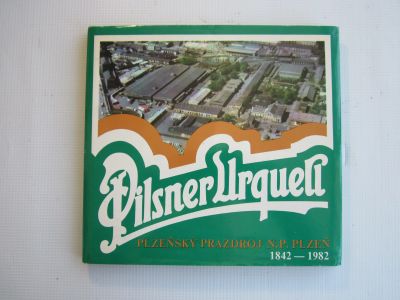 Pilsner Urquell
PLZEŇSKÝ PRAZDROJ N.P. PLZEŇ
1842 — 1982